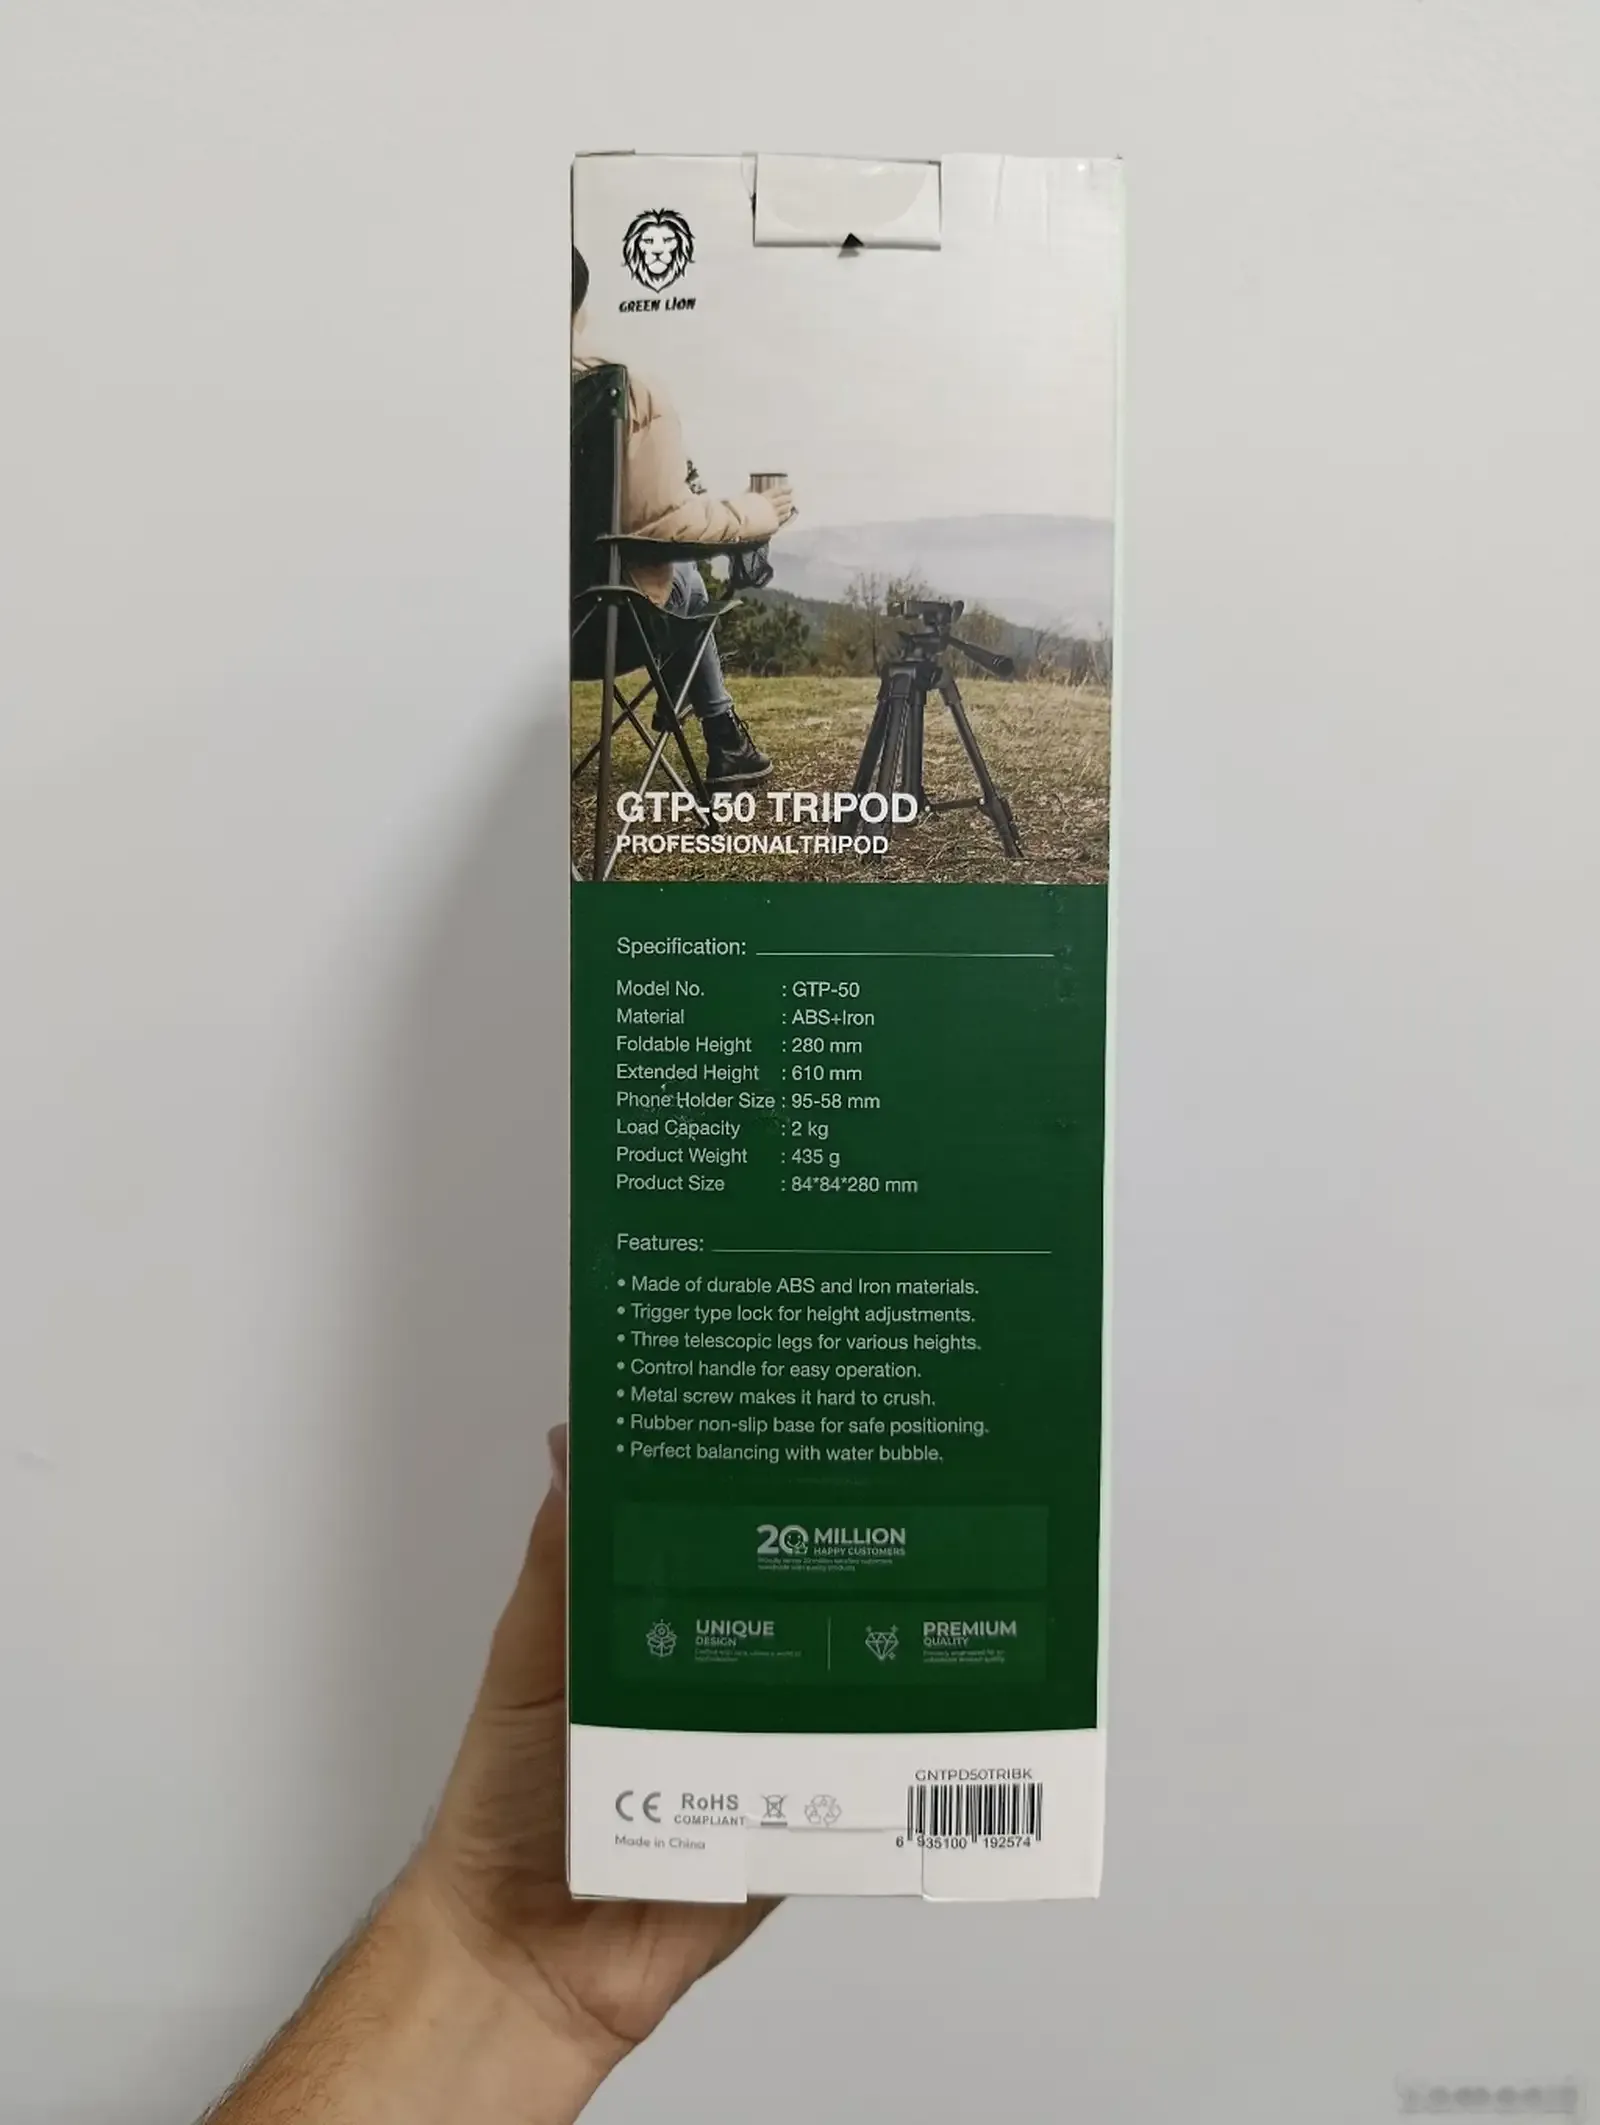 GREEN LION
GTP-50 TRIPOD
PROFESSIONALTRIPOD
Specification:
Model No. : GTP-50
Material : ABS+Iron
Foldable Height : 280 mm
Extended Height : 610 mm
Phone Holder Size : 95-58 mm
Load Capacity : 2 kg
Product Weight : 435 g
Product Size : 84*84*280 mm
Features:
• Made of durable ABS and Iron materials.
• Trigger type lock for height adjustments.
• Three telescopic legs for various heights.
• Control handle for easy operation.
• Metal screw makes it hard to crush.
• Rubber non-slip base for safe positioning.
• Perfect balancing with water bubble.
20 MILLION
HAPPY CUSTOMERS
UNIQUE
DESIGN
PREMIUM
QUALITY
GNTPD50TRIBK
CE RoHS
COMPLIANT
Made in China
6 935100 192574